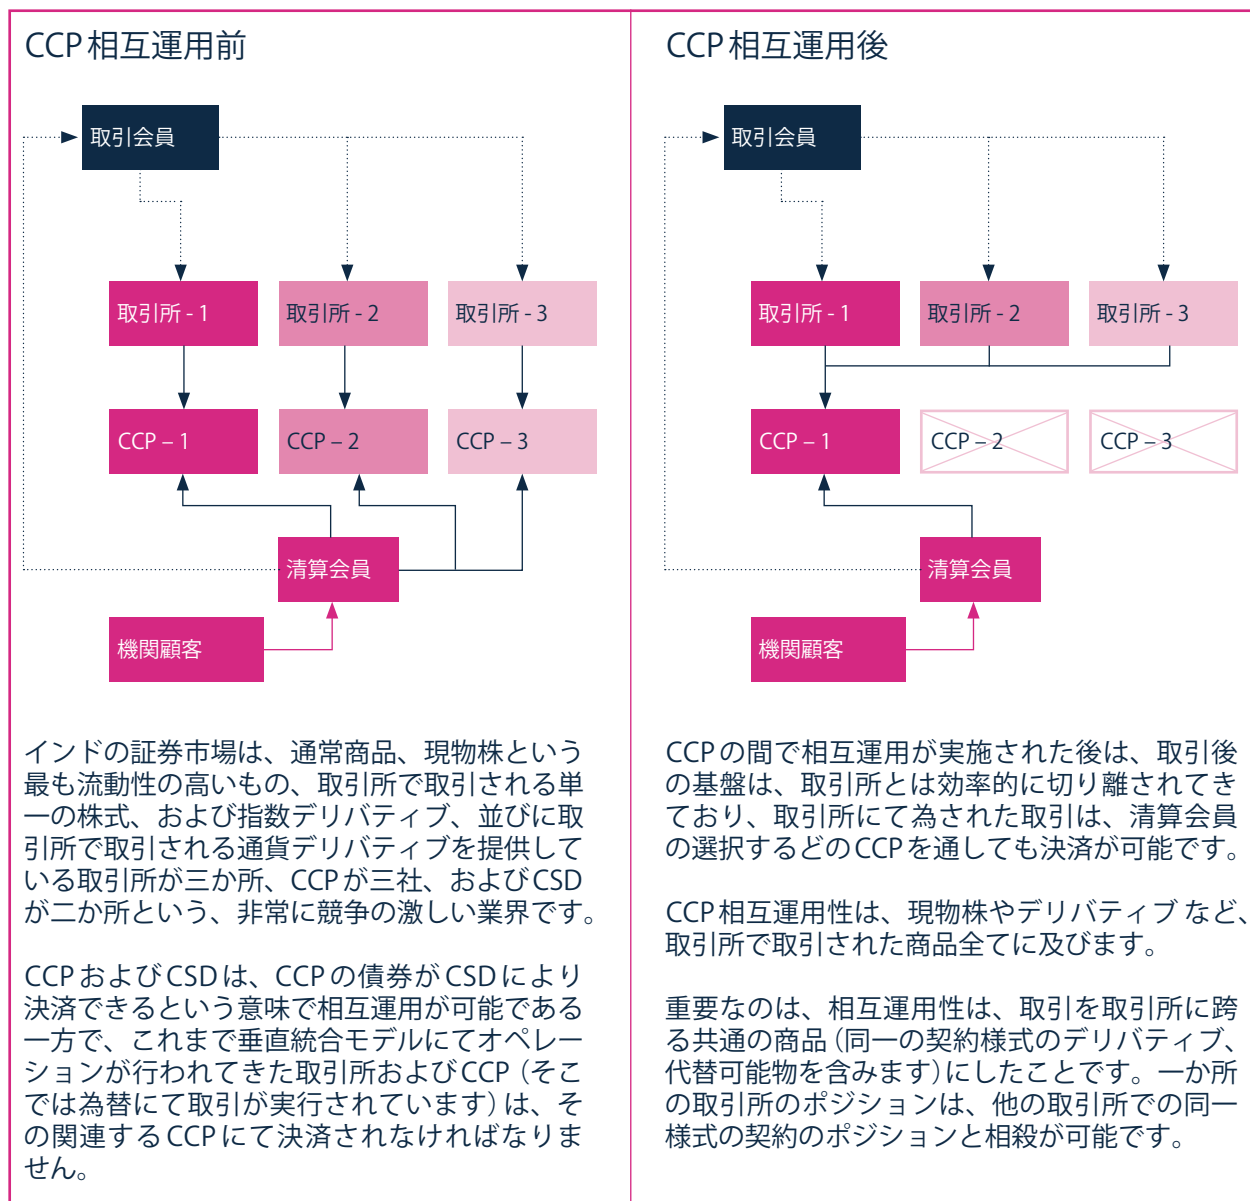 CCP相互運用前
取引会員
取引所 - 1
取引所 - 2
取引所 - 3
CCP – 1
CCP – 2
CCP – 3
清算会員
機関顧客
インドの証券市場は、通常商品、現物株という
最も流動性の高いもの、取引所で取引される単
一の株式、および指数デリバティブ、並びに取
引所で取引される通貨デリバティブを提供して
いる取引所が三か所、CCPが三社、およびCSD
が二か所という、非常に競争の激しい業界です。
CCPおよびCSDは、CCPの債券がCSDにより
決済できるという意味で相互運用が可能である
一方で、これまで垂直統合モデルにてオペレー
ションが行われてきた取引所およびCCP（そこ
では為替にて取引が実行されています）は、そ
の関連するCCPにて決済されなければなりま
せん。
CCP相互運用後
取引会員
取引所 - 1
取引所 - 2
取引所 - 3
CCP – 1
CCP – 2
CCP – 3
清算会員
機関顧客
CCPの間で相互運用が実施された後は、取引後
の基盤は、取引所とは効率的に切り離されてき
ており、取引所にて為された取引は、清算会員
の選択するどのCCPを通しても決済が可能です。
CCP相互運用性は、現物株やデリバティブ など、
取引所で取引された商品全てに及びます。
重要なのは、相互運用性は、取引を取引所に跨
る共通の商品（同一の契約様式のデリバティブ、
代替可能物を含みます）にしたことです。一か所
の取引所のポジションは、他の取引所での同一
様式の契約のポジションと相殺が可能です。